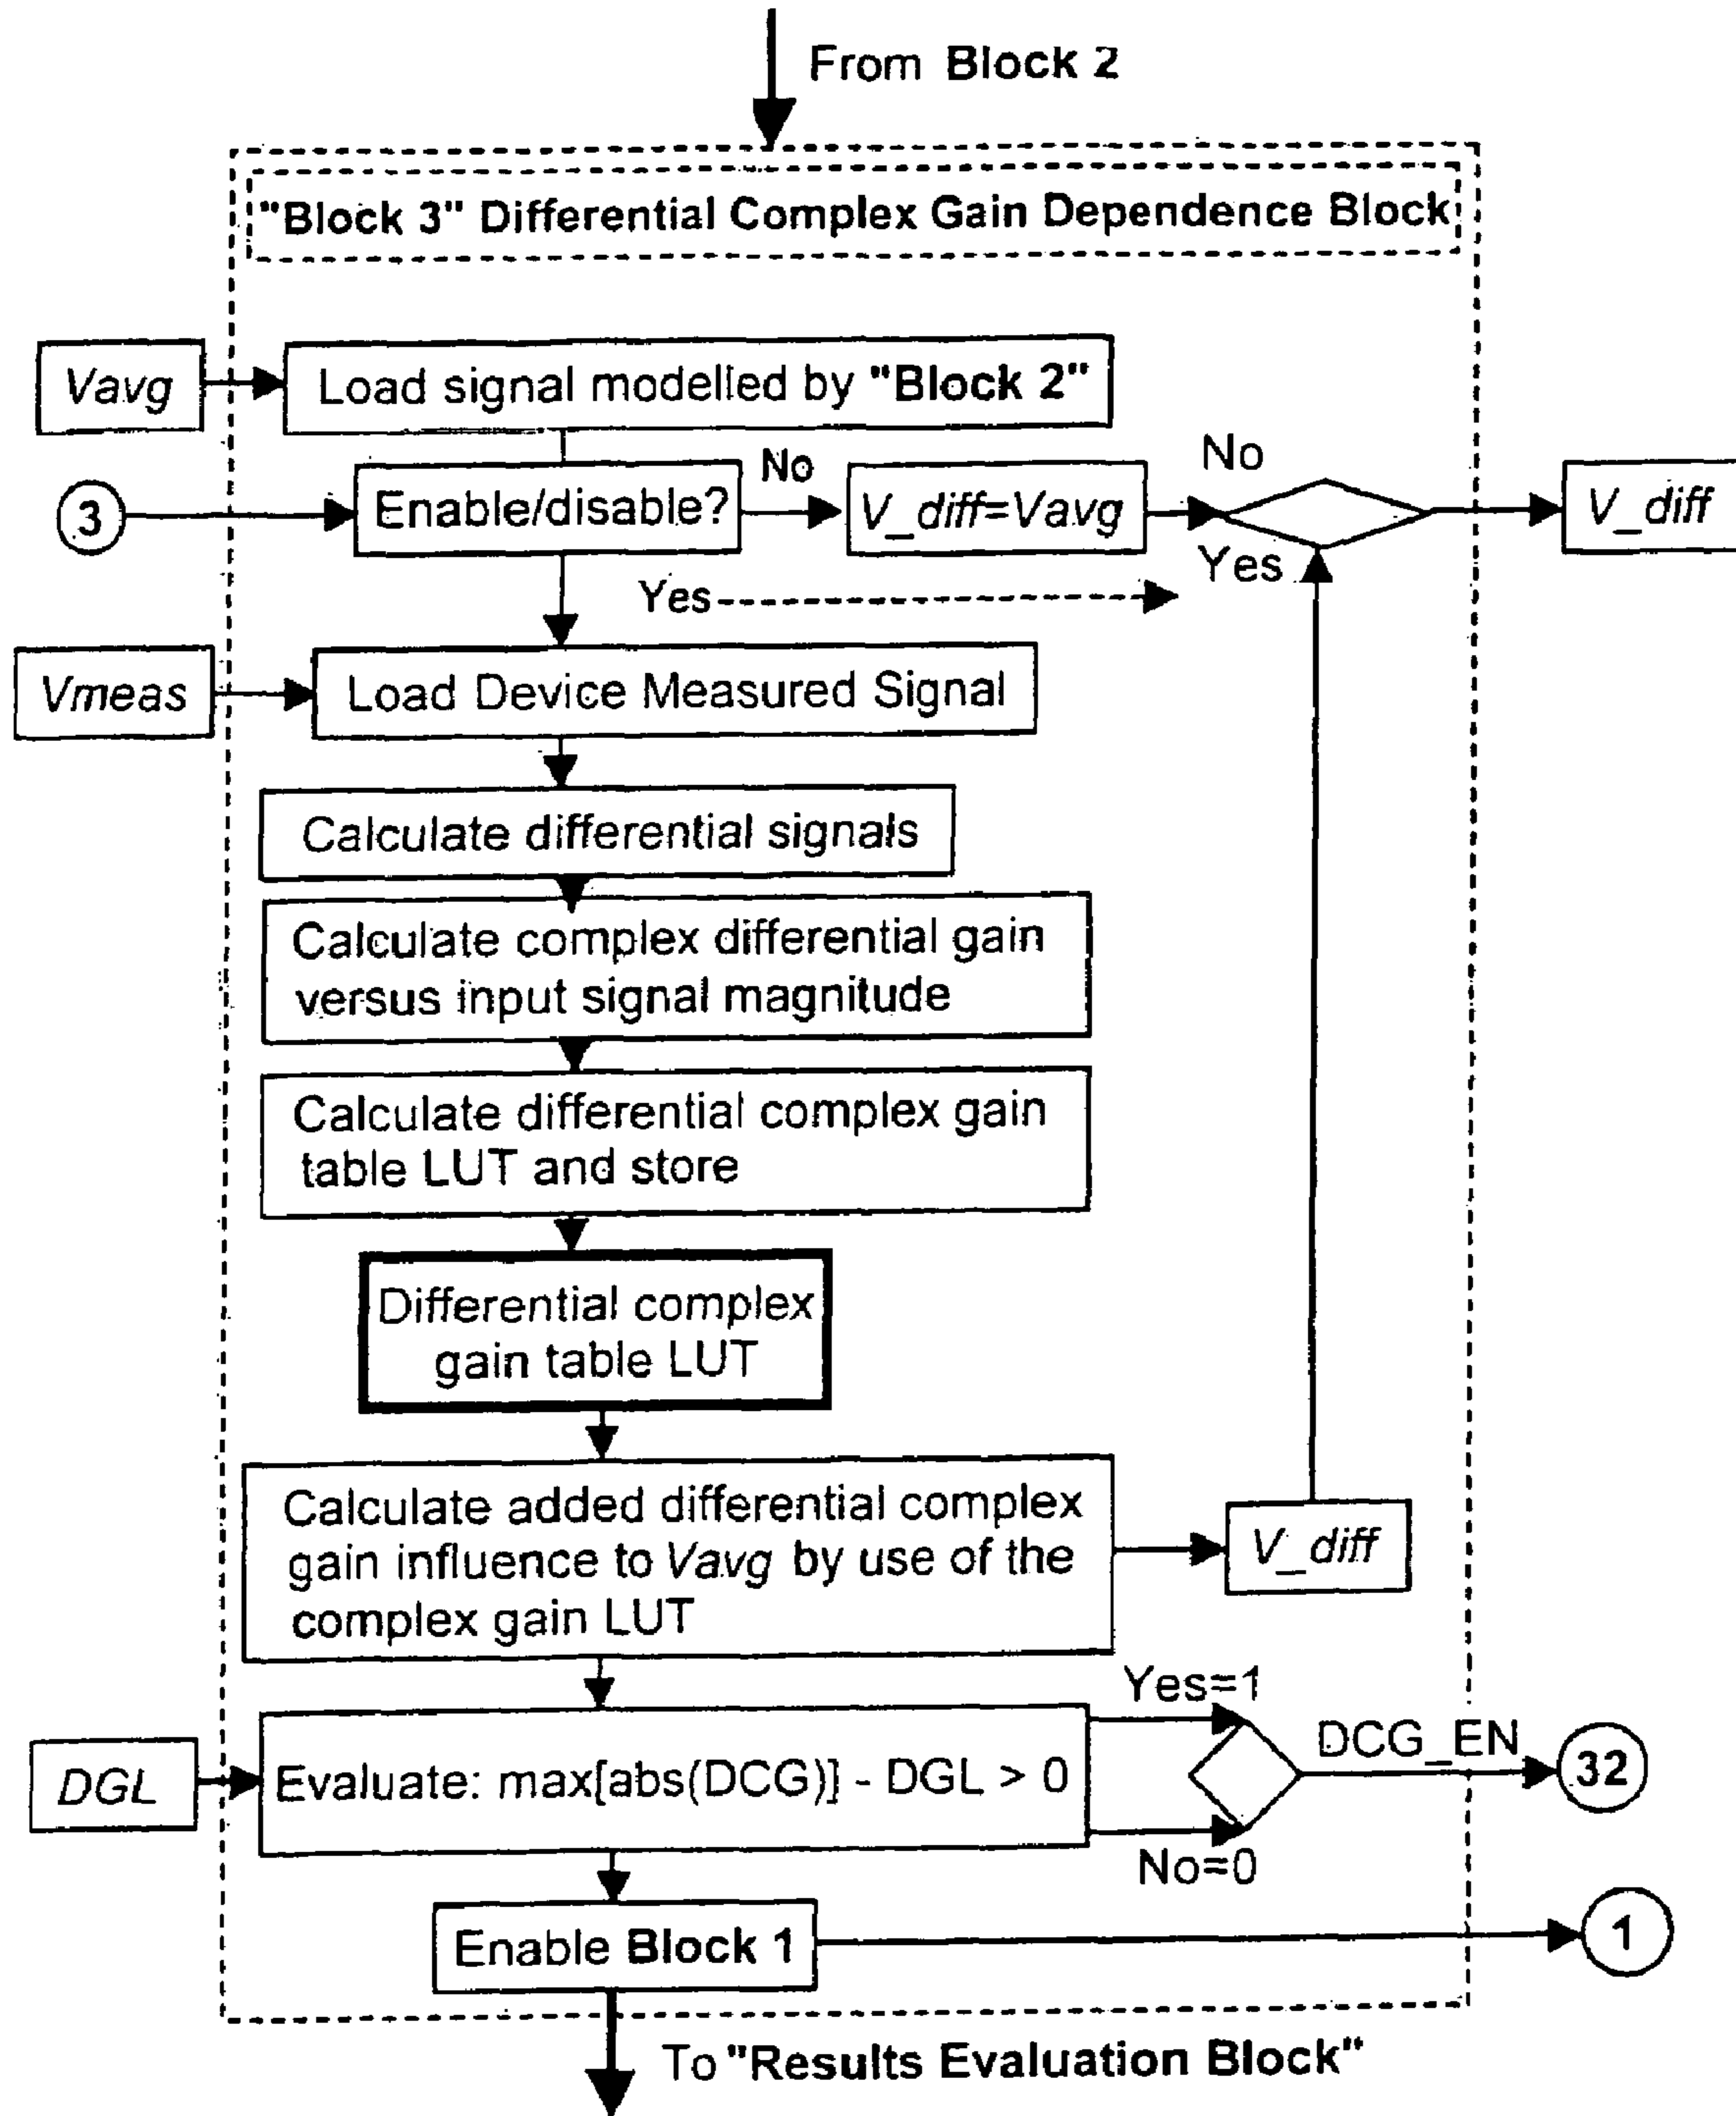 From Block 2
"Block 3" Differential Complex Gain Dependence Block
Vavg
Load signal modelled by "Block 2"
3
Enable/disable?
No
V_diff=Vavg
No
Yes
V_diff
Yes
Vmeas
Load Device Measured Signal
Calculate differential signals
Calculate complex differential gain
versus input signal magnitude
Calculate differential complex gain
table LUT and store
Differential complex
gain table LUT
Calculate added differential complex
gain influence to Vavg by use of the
complex gain LUT
V_diff
DGL
Evaluate: max[abs(DCG)] - DGL > 0
Yes=1
No=0
DCG_EN
32
Enable Block 1
1
To "Results Evaluation Block"